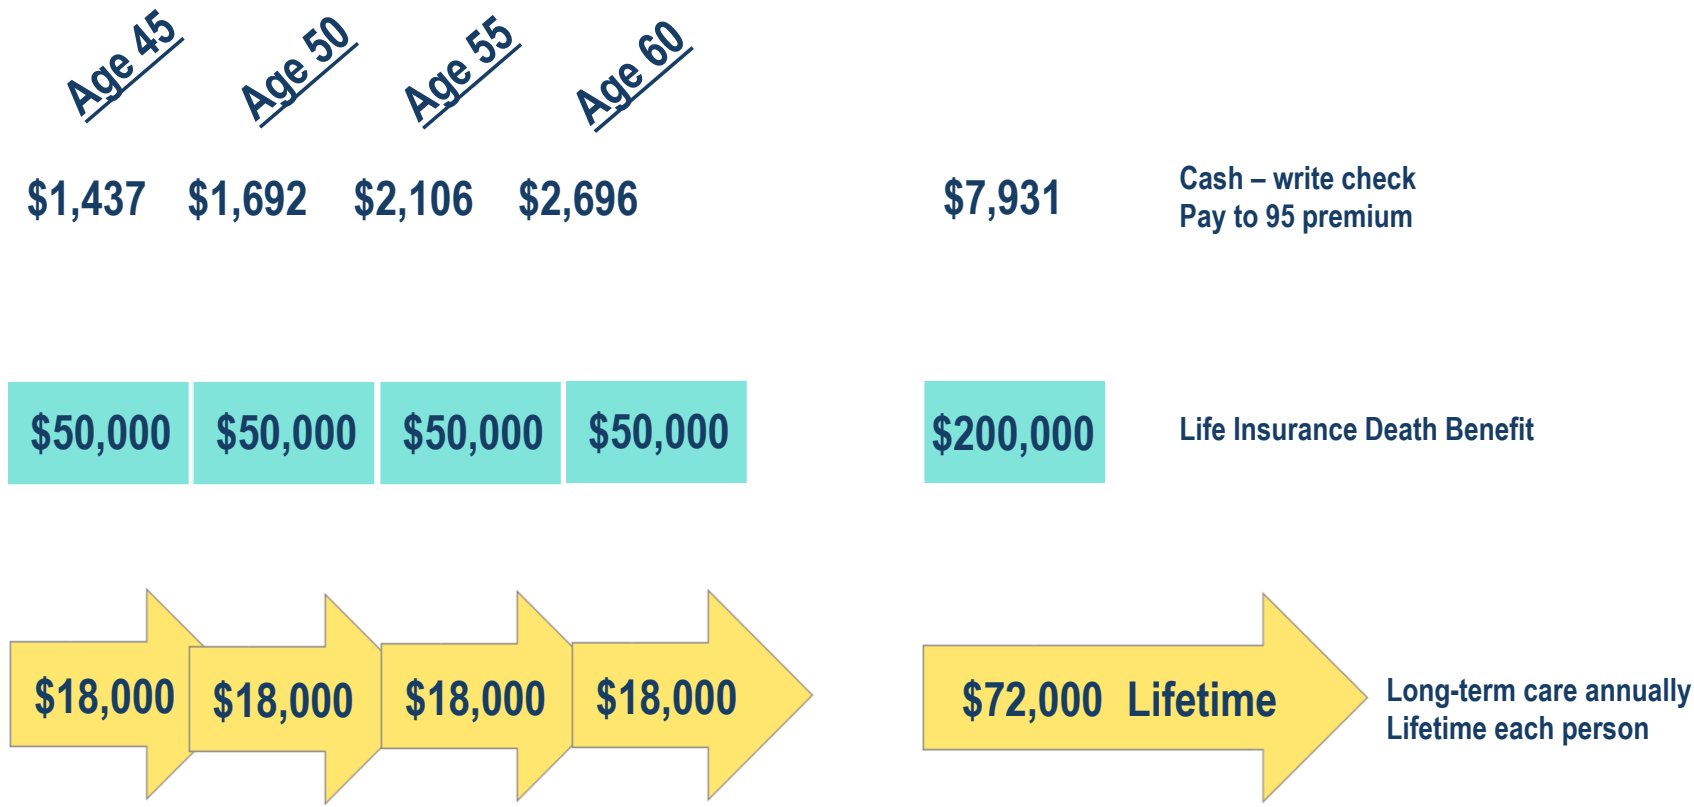 Age 45 Age 50 Age 55 Age 60
$1,437 $1,692 $2,106 $2,696 $7,931
Cash – write check
Pay to 95 premium
$50,000 $50,000 $50,000 $50,000 $200,000 Life Insurance Death Benefit
$18,000 $18,000 $18,000 $18,000 $72,000 Lifetime
Long-term care annually
Lifetime each person